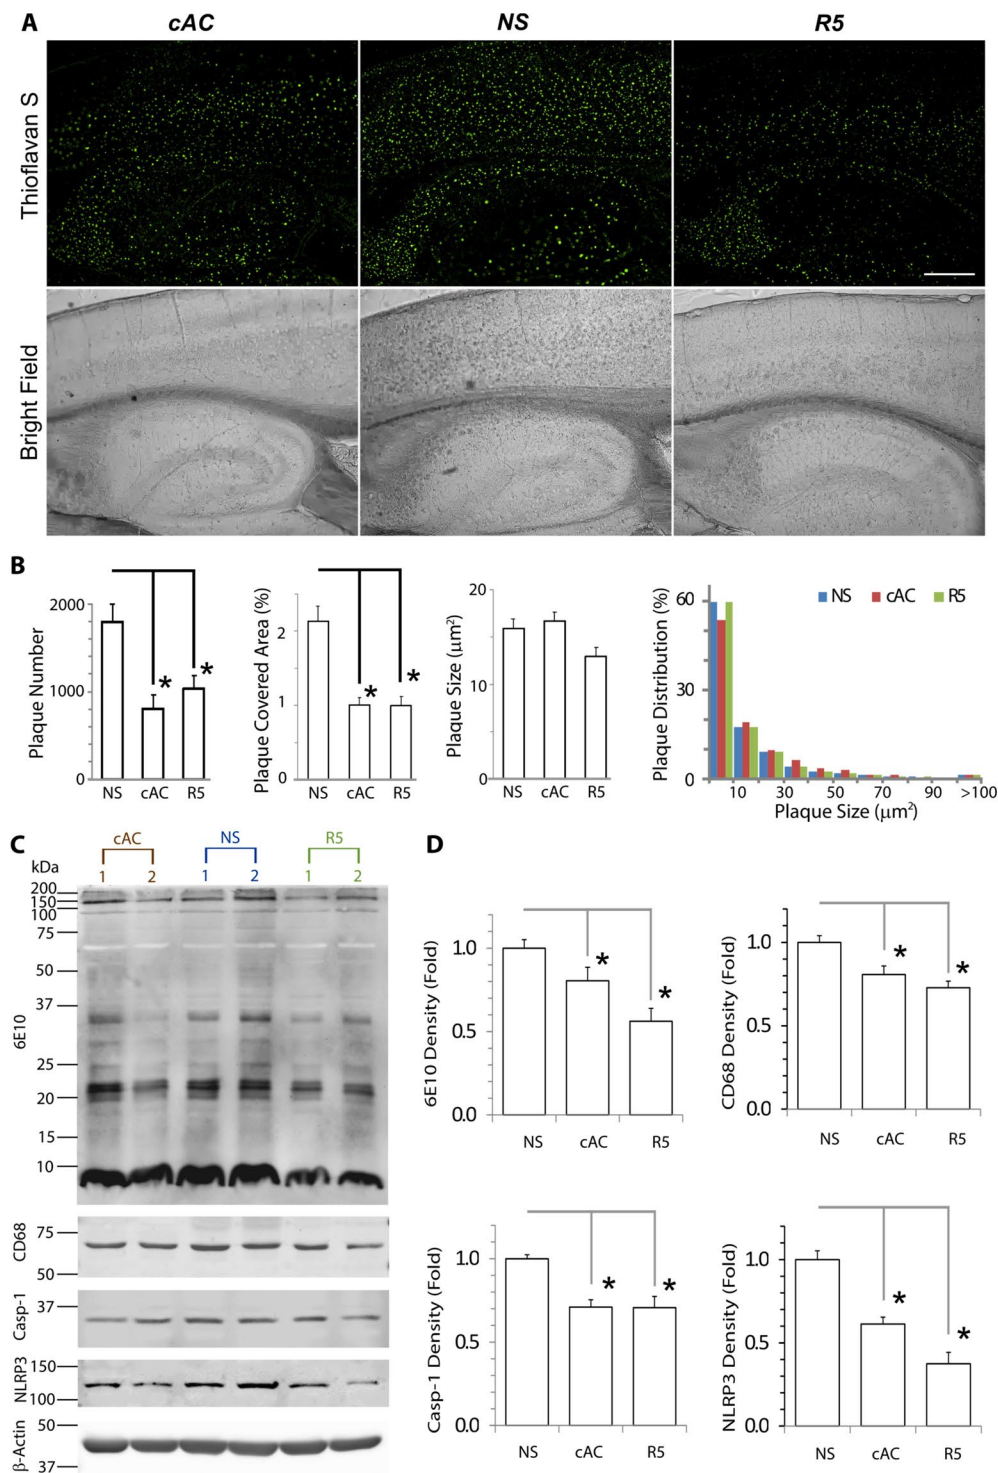 A
cAC NS R5
Thioflavan S
Bright Field
B
Plaque Number
2000
1000
0
NS cAC R5
* *
Plaque Covered Area (%)
2
1
0
NS cAC R5
* *
Plaque Size (μm²)
20
10
0
NS cAC R5
Plaque Distribution (%)
60
30
0
NS cAC R5
10 30 50 70 90 >100
Plaque Size (μm²)
C
cAC NS R5
kDa
1 2 1 2 1 2
200
150
100
75
50
37
25
20
15
10
6E10
75
50
CD68
37
Casp-1
150
100
NLRP3
50
37
β-Actin
D
6E10 Density (Fold)
1.0
0.5
0.0
NS cAC R5
* *
CD68 Density (Fold)
1.0
0.5
0.0
NS cAC R5
* *
Casp-1 Density (Fold)
1.0
0.5
0.0
NS cAC R5
* *
NLRP3 Density (Fold)
1.0
0.5
0.0
NS cAC R5
* *